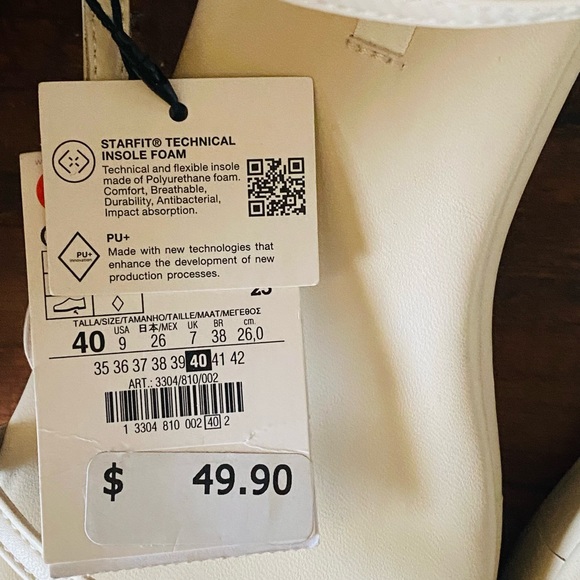 STARFIT® TECHNICAL
INSOLE FOAM
Technical and flexible insole
made of Polyurethane foam.
Comfort, Breathable,
Durability, Antibacterial,
Impact absorption.
PU+
innovation
PU+
Made with new technologies that
enhance the development of new
production processes.
TALLA/SIZE/TAMANHO/TAILLE/MAAT/ΜΕΓΕΘΟΣ
USA 日本/MEX UK BR cm.
40 9 26 7 38 26,0
35 36 37 38 39 40 41 42
ART.: 3304/810/002
1 3304 810 002 40 2
$ 49.90